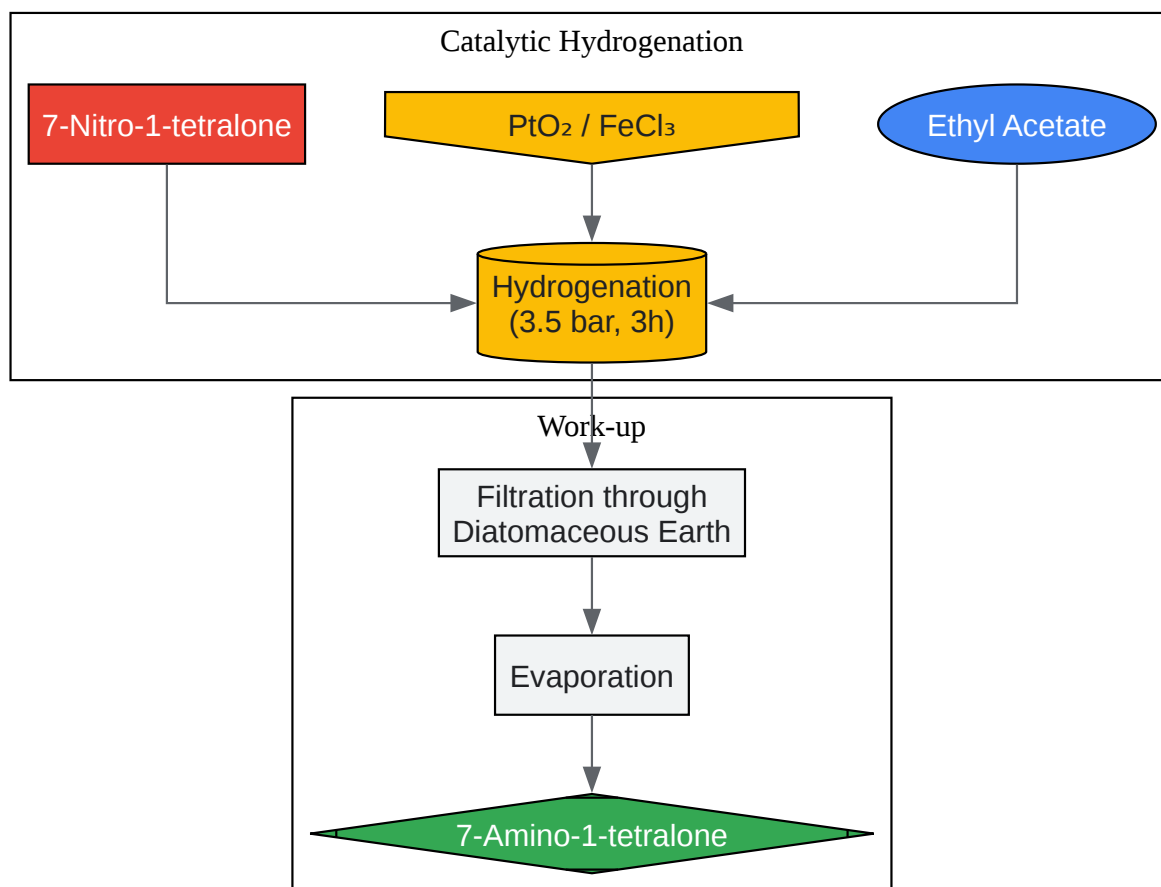 Catalytic Hydrogenation
7-Nitro-1-tetralone
PtO₂ / FeCl₃
Ethyl Acetate
Hydrogenation
(3.5 bar, 3h)
Work-up
Filtration through
Diatomaceous Earth
Evaporation
7-Amino-1-tetralone